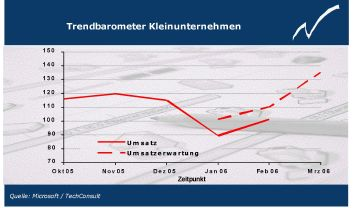 Trendbarometer Kleinunternehmen
150
140
130
120
110
100
90
80
70
Umsatz
Umsatzerwartung
Okt 05 Nov 05 Dez 05 Jan 06 Feb 06 Mrz 06
Zeitpunkt
Quelle: Microsoft / TechConsult